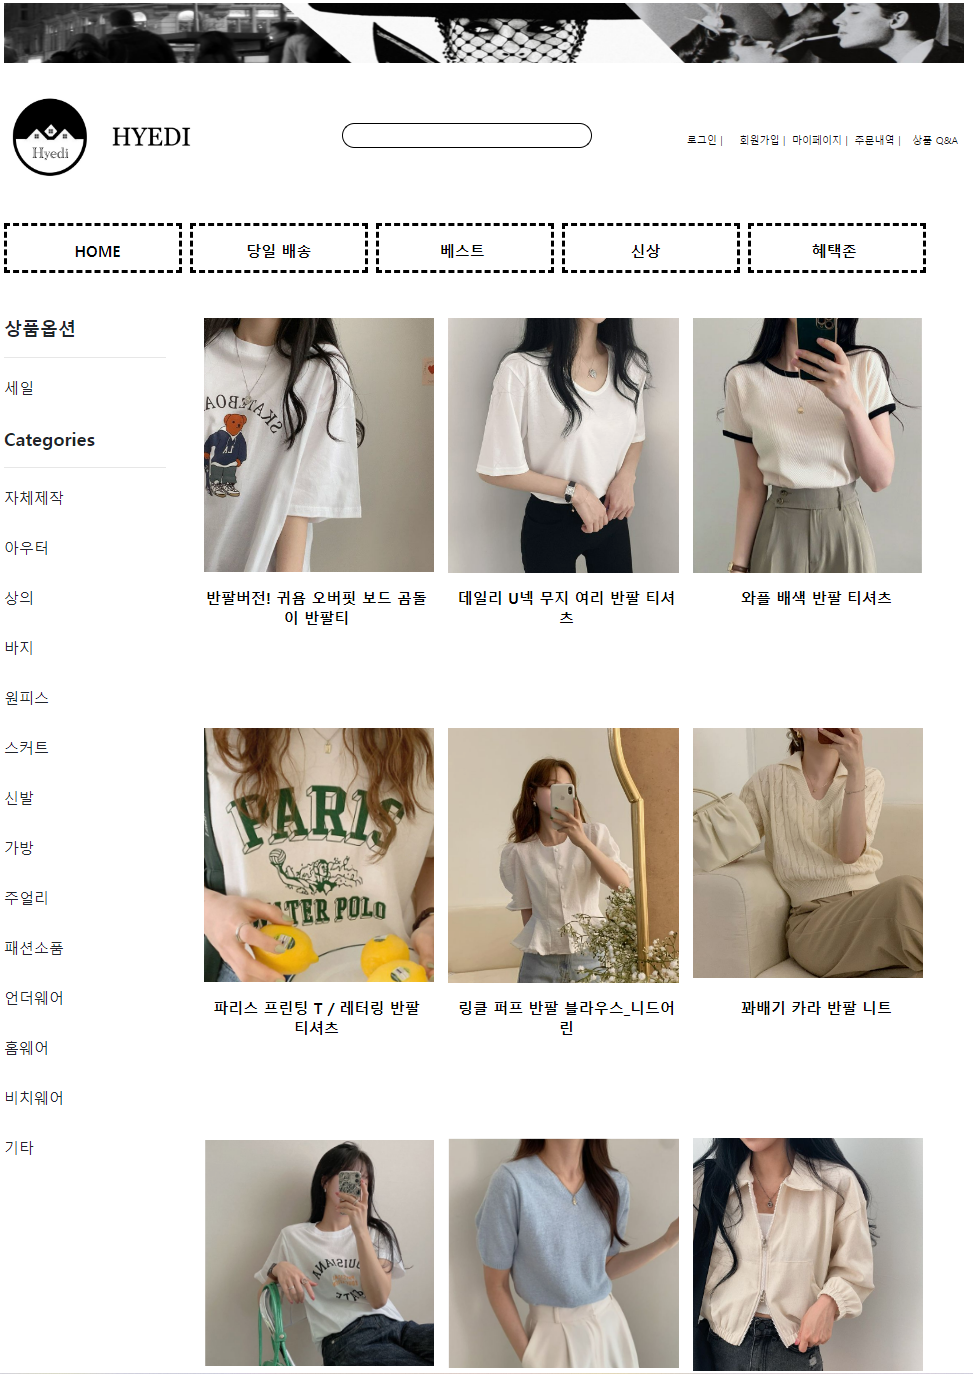 Hyedi
HYEDI
로그인 | 회원가입 | 마이페이지 | 주문내역 | 상품 Q&A
HOME
당일 배송
베스트
신상
혜택존
상품옵션
세일
Categories
자체제작
아우터
상의
바지
원피스
스커트
신발
가방
주얼리
패션소품
언더웨어
홈웨어
비치웨어
기타
SKATEBOA
반팔버전! 귀욤 오버핏 보드 곰돌
이 반팔티
데일리 U넥 무지 여리 반팔 티셔
츠
와플 배색 반팔 티셔츠
PARIS
WATER POLO
파리스 프린팅 T / 레터링 반팔
티셔츠
링클 퍼프 반팔 블라우스_니드어
린
꽈배기 카라 반팔 니트